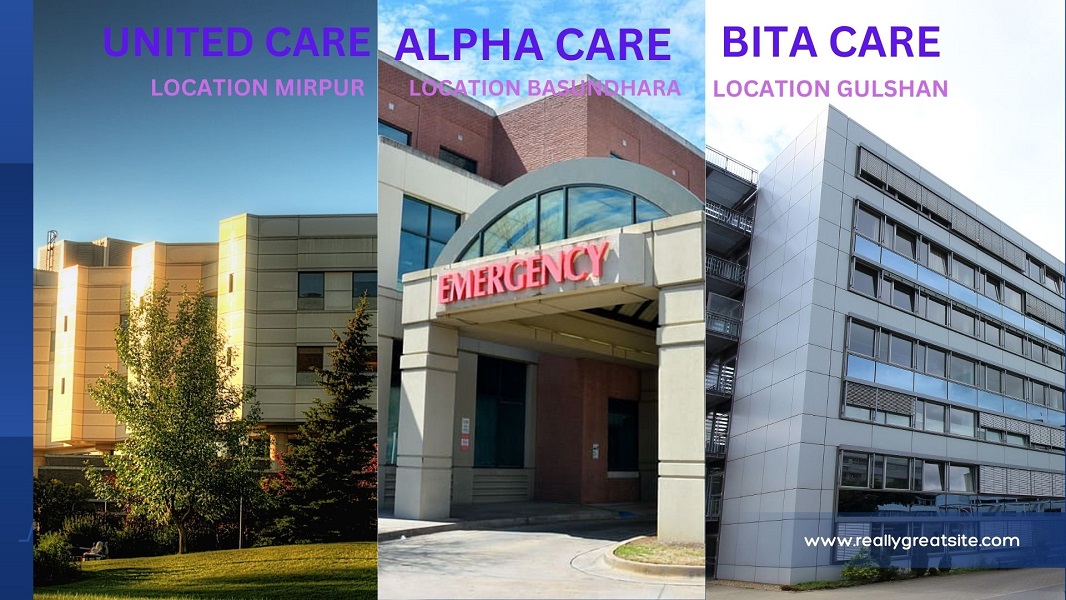 UNITED CARE
LOCATION MIRPUR
ALPHA CARE
LOCATION BASUNDHARA
EMERGENCY
BITA CARE
LOCATION GULSHAN
www.reallygreatsite.com